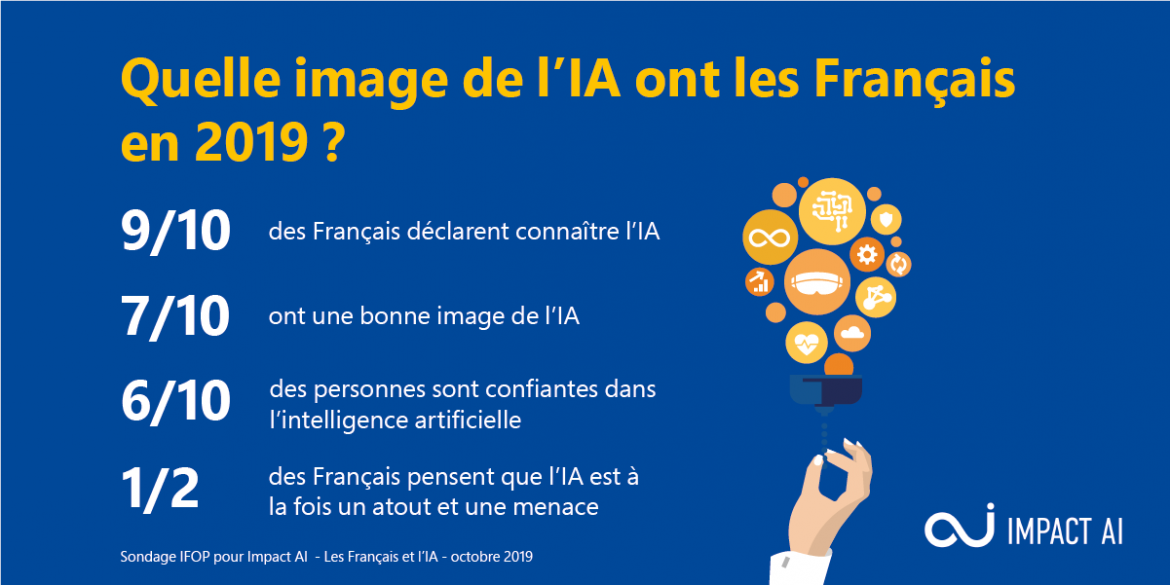 Quelle image de l’IA ont les Français
en 2019 ?
9/10 des Français déclarent connaître l’IA
7/10 ont une bonne image de l’IA
6/10 des personnes sont confiantes dans
l’intelligence artificielle
1/2 des Français pensent que l’IA est à
la fois un atout et une menace
Sondage IFOP pour Impact AI - Les Français et l’IA - octobre 2019
IMPACT AI